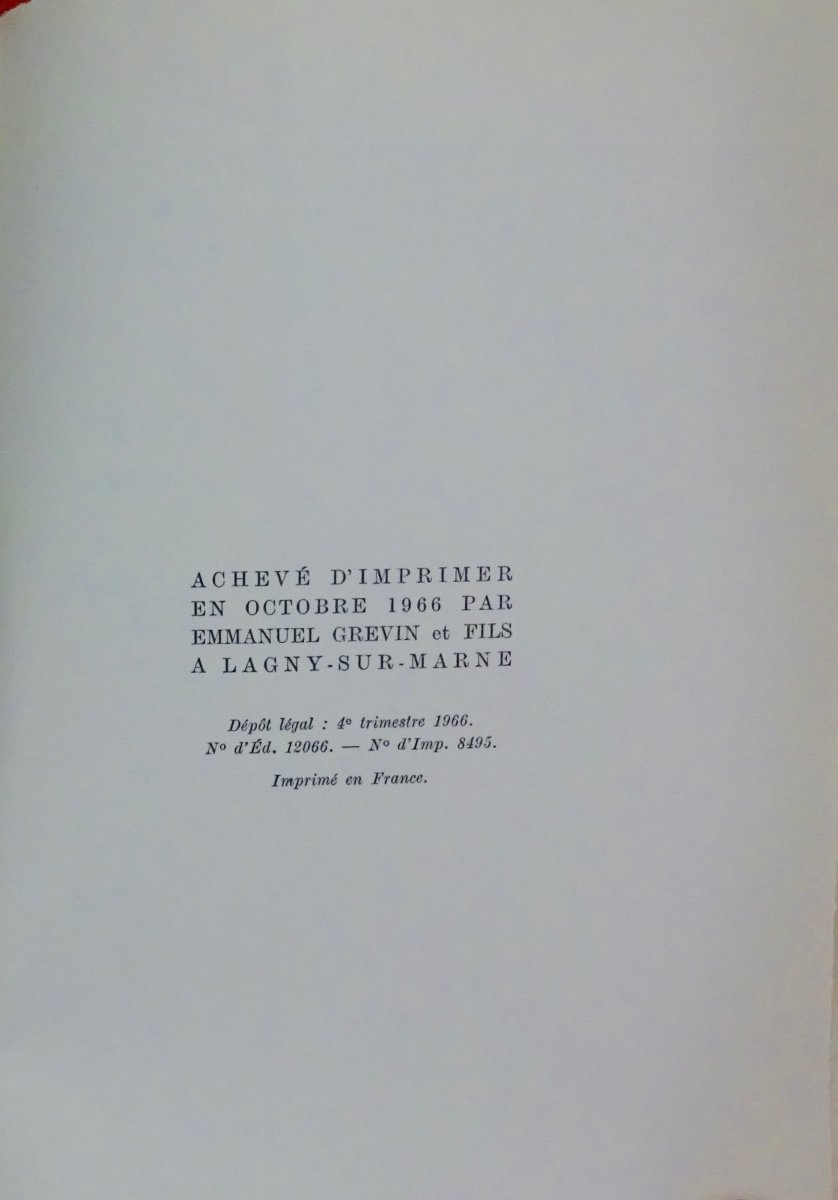 ACHEVÉ D'IMPRIMER
EN OCTOBRE 1966 PAR
EMMANUEL GREVIN et FILS
A LAGNY-SUR-MARNE
Dépôt légal : 4e trimestre 1966.
No d'Éd. 12066. — No d'Imp. 8495.
Imprimé en France.